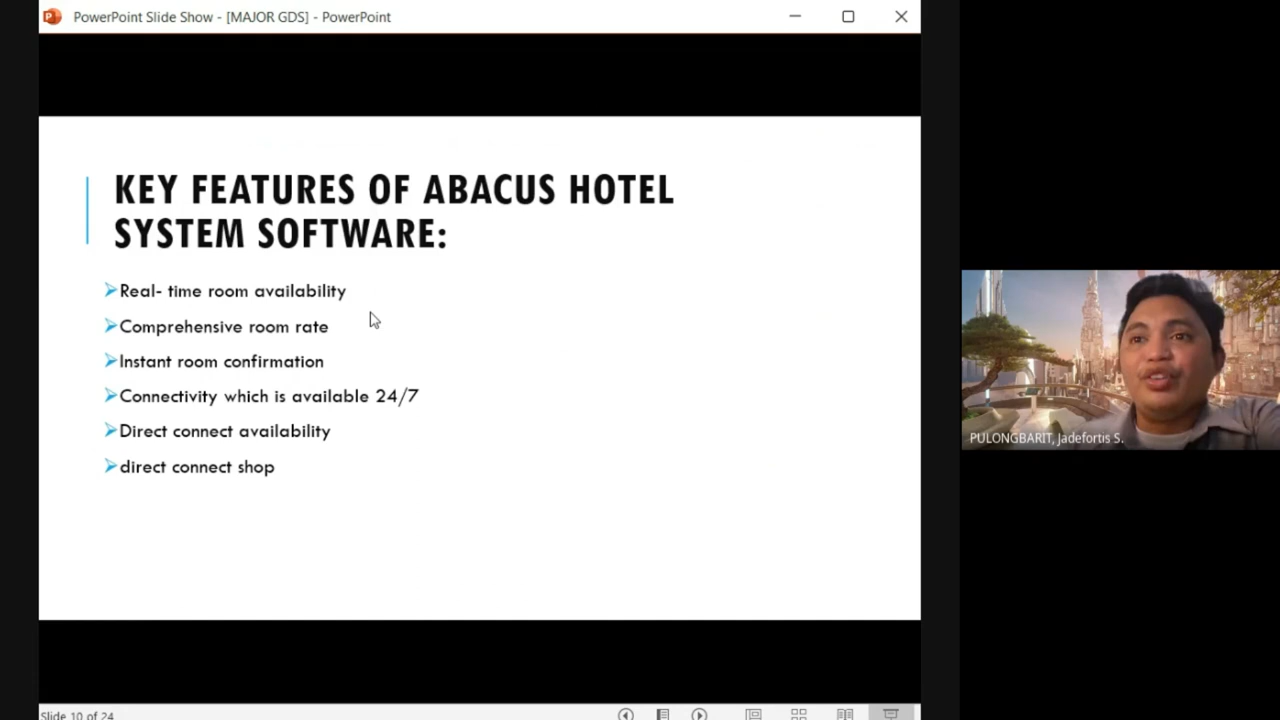 PowerPoint Slide Show - [MAJOR GDS] - PowerPoint
KEY FEATURES OF ABACUS HOTEL
SYSTEM SOFTWARE:
Real- time room availability
Comprehensive room rate
Instant room confirmation
Connectivity which is available 24/7
Direct connect availability
direct connect shop
PULONGBARIT, Jadefortis S.
Slide 10 of 24